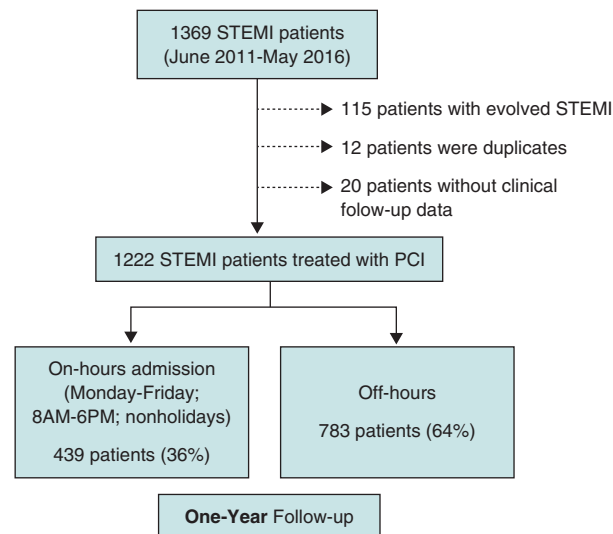 1369 STEMI patients
(June 2011-May 2016)
115 patients with evolved STEMI
12 patients were duplicates
20 patients without clinical
folow-up data
1222 STEMI patients treated with PCI
On-hours admission
(Monday-Friday;
8AM-6PM; nonholidays)
439 patients (36%)
Off-hours
783 patients (64%)
One-Year Follow-up